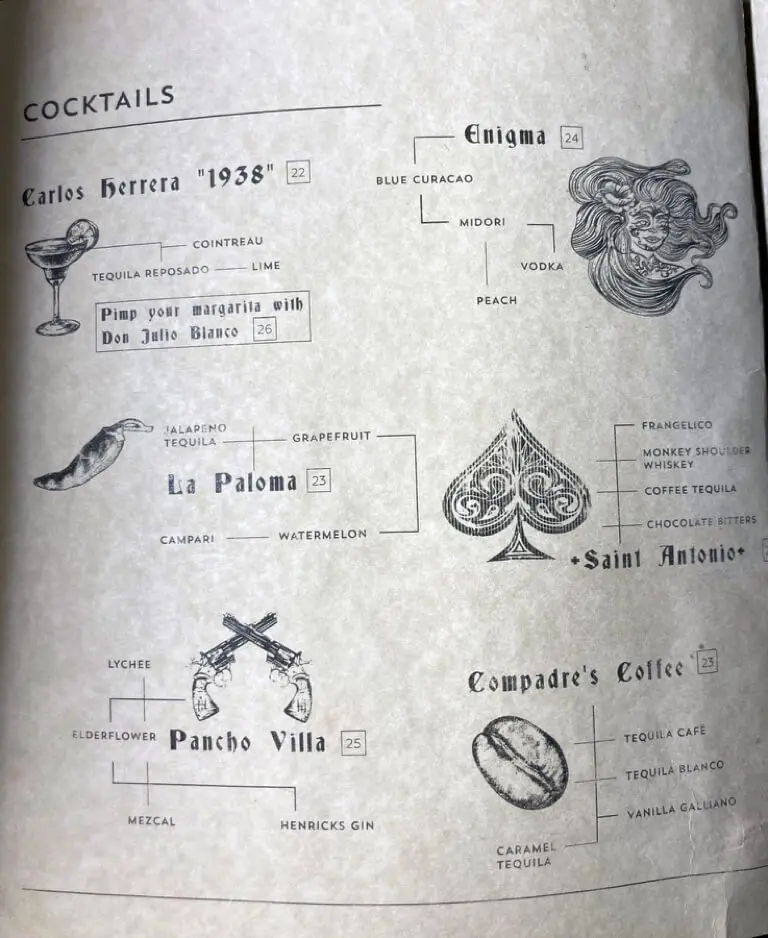 COCKTAILS
Carlos Herrera "1938" 22
COINTREAU
TEQUILA REPOSADO
LIME
Pimp your margarita with
Don Julio Blanco 26
Enigma 24
BLUE CURACAO
MIDORI
VODKA
PEACH
JALAPENO
TEQUILA
GRAPEFRUIT
La Paloma 23
CAMPARI
WATERMELON
FRANGELICO
MONKEY SHOULDER
WHISKEY
COFFEE TEQUILA
CHOCOLATE BITTERS
Saint Antonio
LYCHEE
ELDERFLOWER
Pancho Villa 25
MEZCAL
HENRICKS GIN
Compadre's Coffee 23
TEQUILA CAFÉ
TEQUILA BLANCO
VANILLA GALLIANO
CARAMEL
TEQUILA